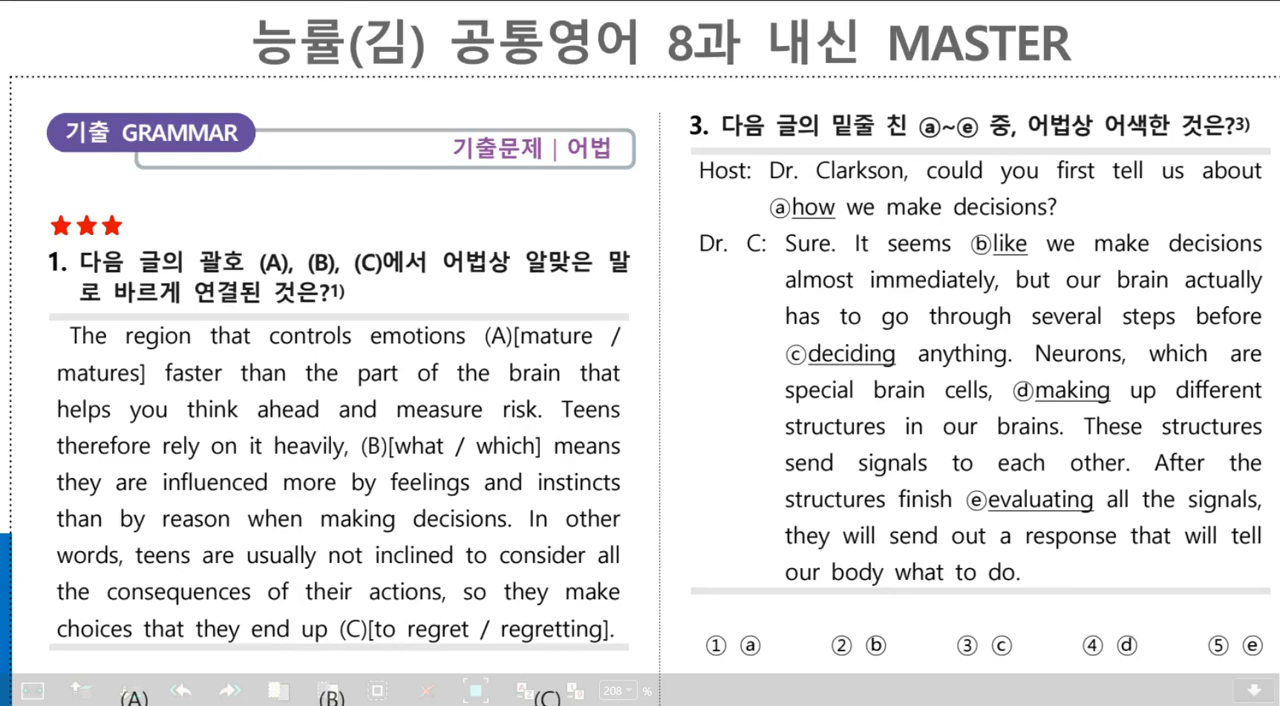 능률(김) 공통영어 8과 내신 MASTER
기출 GRAMMAR
기출문제 | 어법
★★★
1. 다음 글의 괄호 (A), (B), (C)에서 어법상 알맞은 말
로 바르게 연결된 것은?1)
The region that controls emotions (A)[mature /
matures] faster than the part of the brain that
helps you think ahead and measure risk. Teens
therefore rely on it heavily, (B)[what / which] means
they are influenced more by feelings and instincts
than by reason when making decisions. In other
words, teens are usually not inclined to consider all
the consequences of their actions, so they make
choices that they end up (C)[to regret / regretting].
(A) (B) (C)
3. 다음 글의 밑줄 친 ⓐ~ⓔ 중, 어법상 어색한 것은?3)
Host: Dr. Clarkson, could you first tell us about
ⓐhow we make decisions?
Dr. C: Sure. It seems ⓑlike we make decisions
almost immediately, but our brain actually
has to go through several steps before
ⓒdeciding anything. Neurons, which are
special brain cells, ⓓmaking up different
structures in our brains. These structures
send signals to each other. After the
structures finish ⓔevaluating all the signals,
they will send out a response that will tell
our body what to do.
① ⓐ ② ⓑ ③ ⓒ ④ ⓓ ⑤ ⓔ
208 %